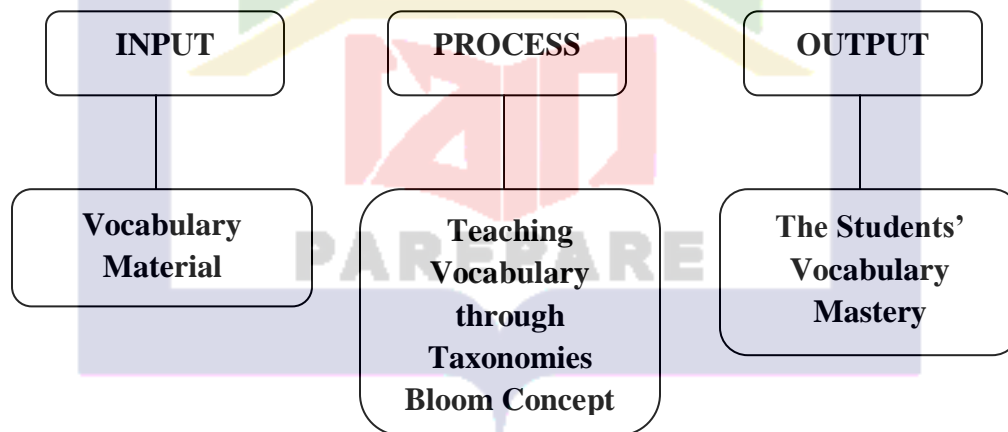 INPUT
PROCESS
OUTPUT
Vocabulary
Material
Teaching
Vocabulary
through
Taxonomies
Bloom Concept
The Students’
Vocabulary
Mastery
PAREPARE